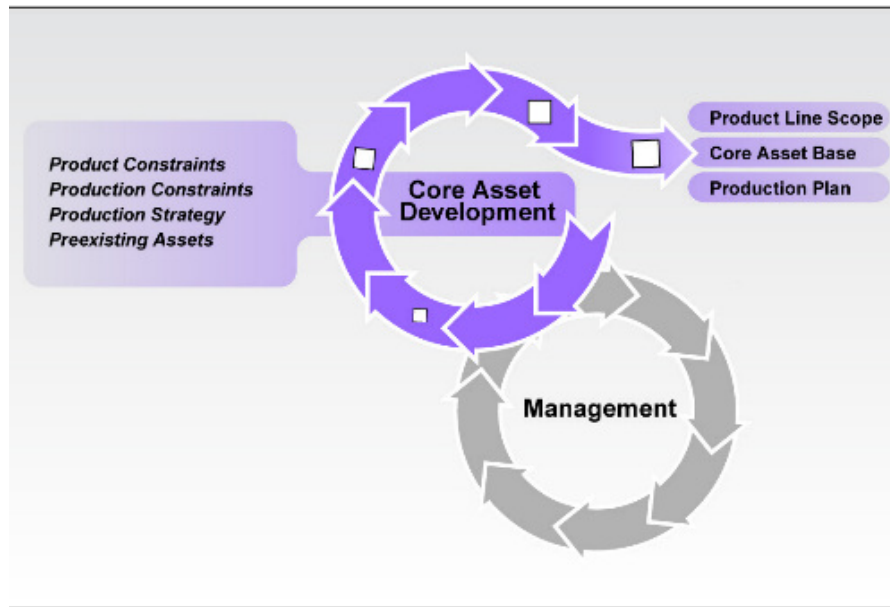 Product Constraints
Production Constraints
Production Strategy
Preexisting Assets
Core Asset
Development
Product Line Scope
Core Asset Base
Production Plan
Management